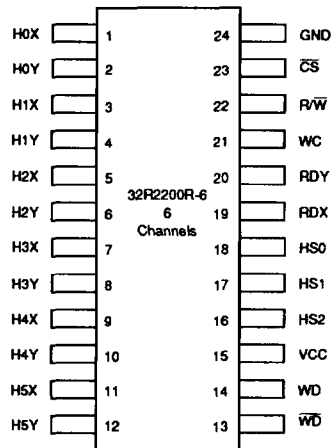 H0X 1 24 GND
H0Y 2 23 C̅S̅
H1X 3 22 R/W̅
H1Y 4 21 WC
H2X 5 20 RDY
32R2200R-6
H2Y 6 19 RDX
6
Channels
H3X 7 18 HS0
H3Y 8 17 HS1
H4X 9 16 HS2
H4Y 10 15 VCC
H5X 11 14 WD
H5Y 12 13 W̅D̅